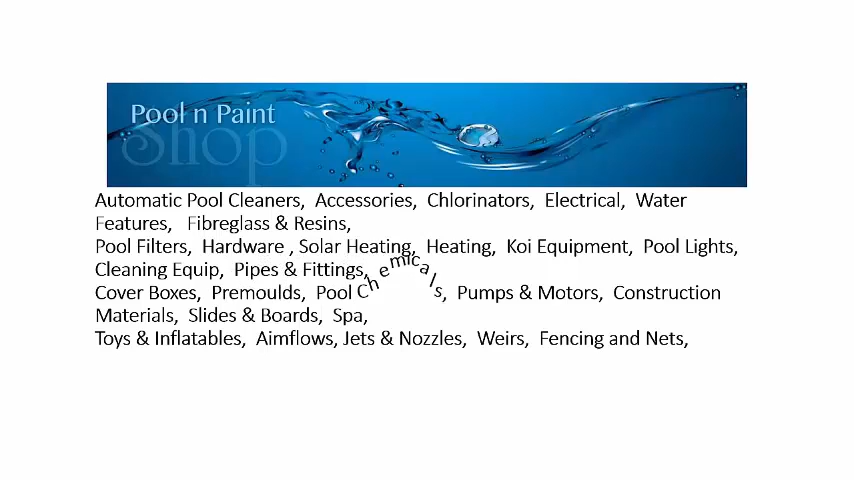 Pool n Paint
Shop
Automatic Pool Cleaners, Accessories, Chlorinators, Electrical, Water
Features, Fibreglass & Resins,
Pool Filters, Hardware , Solar Heating, Heating, Koi Equipment, Pool Lights,
Cleaning Equip, Pipes & Fittings,
Cover Boxes, Premoulds, Pool Chemicals, Pumps & Motors, Construction
Materials, Slides & Boards, Spa,
Toys & Inflatables, Aimflows, Jets & Nozzles, Weirs, Fencing and Nets,